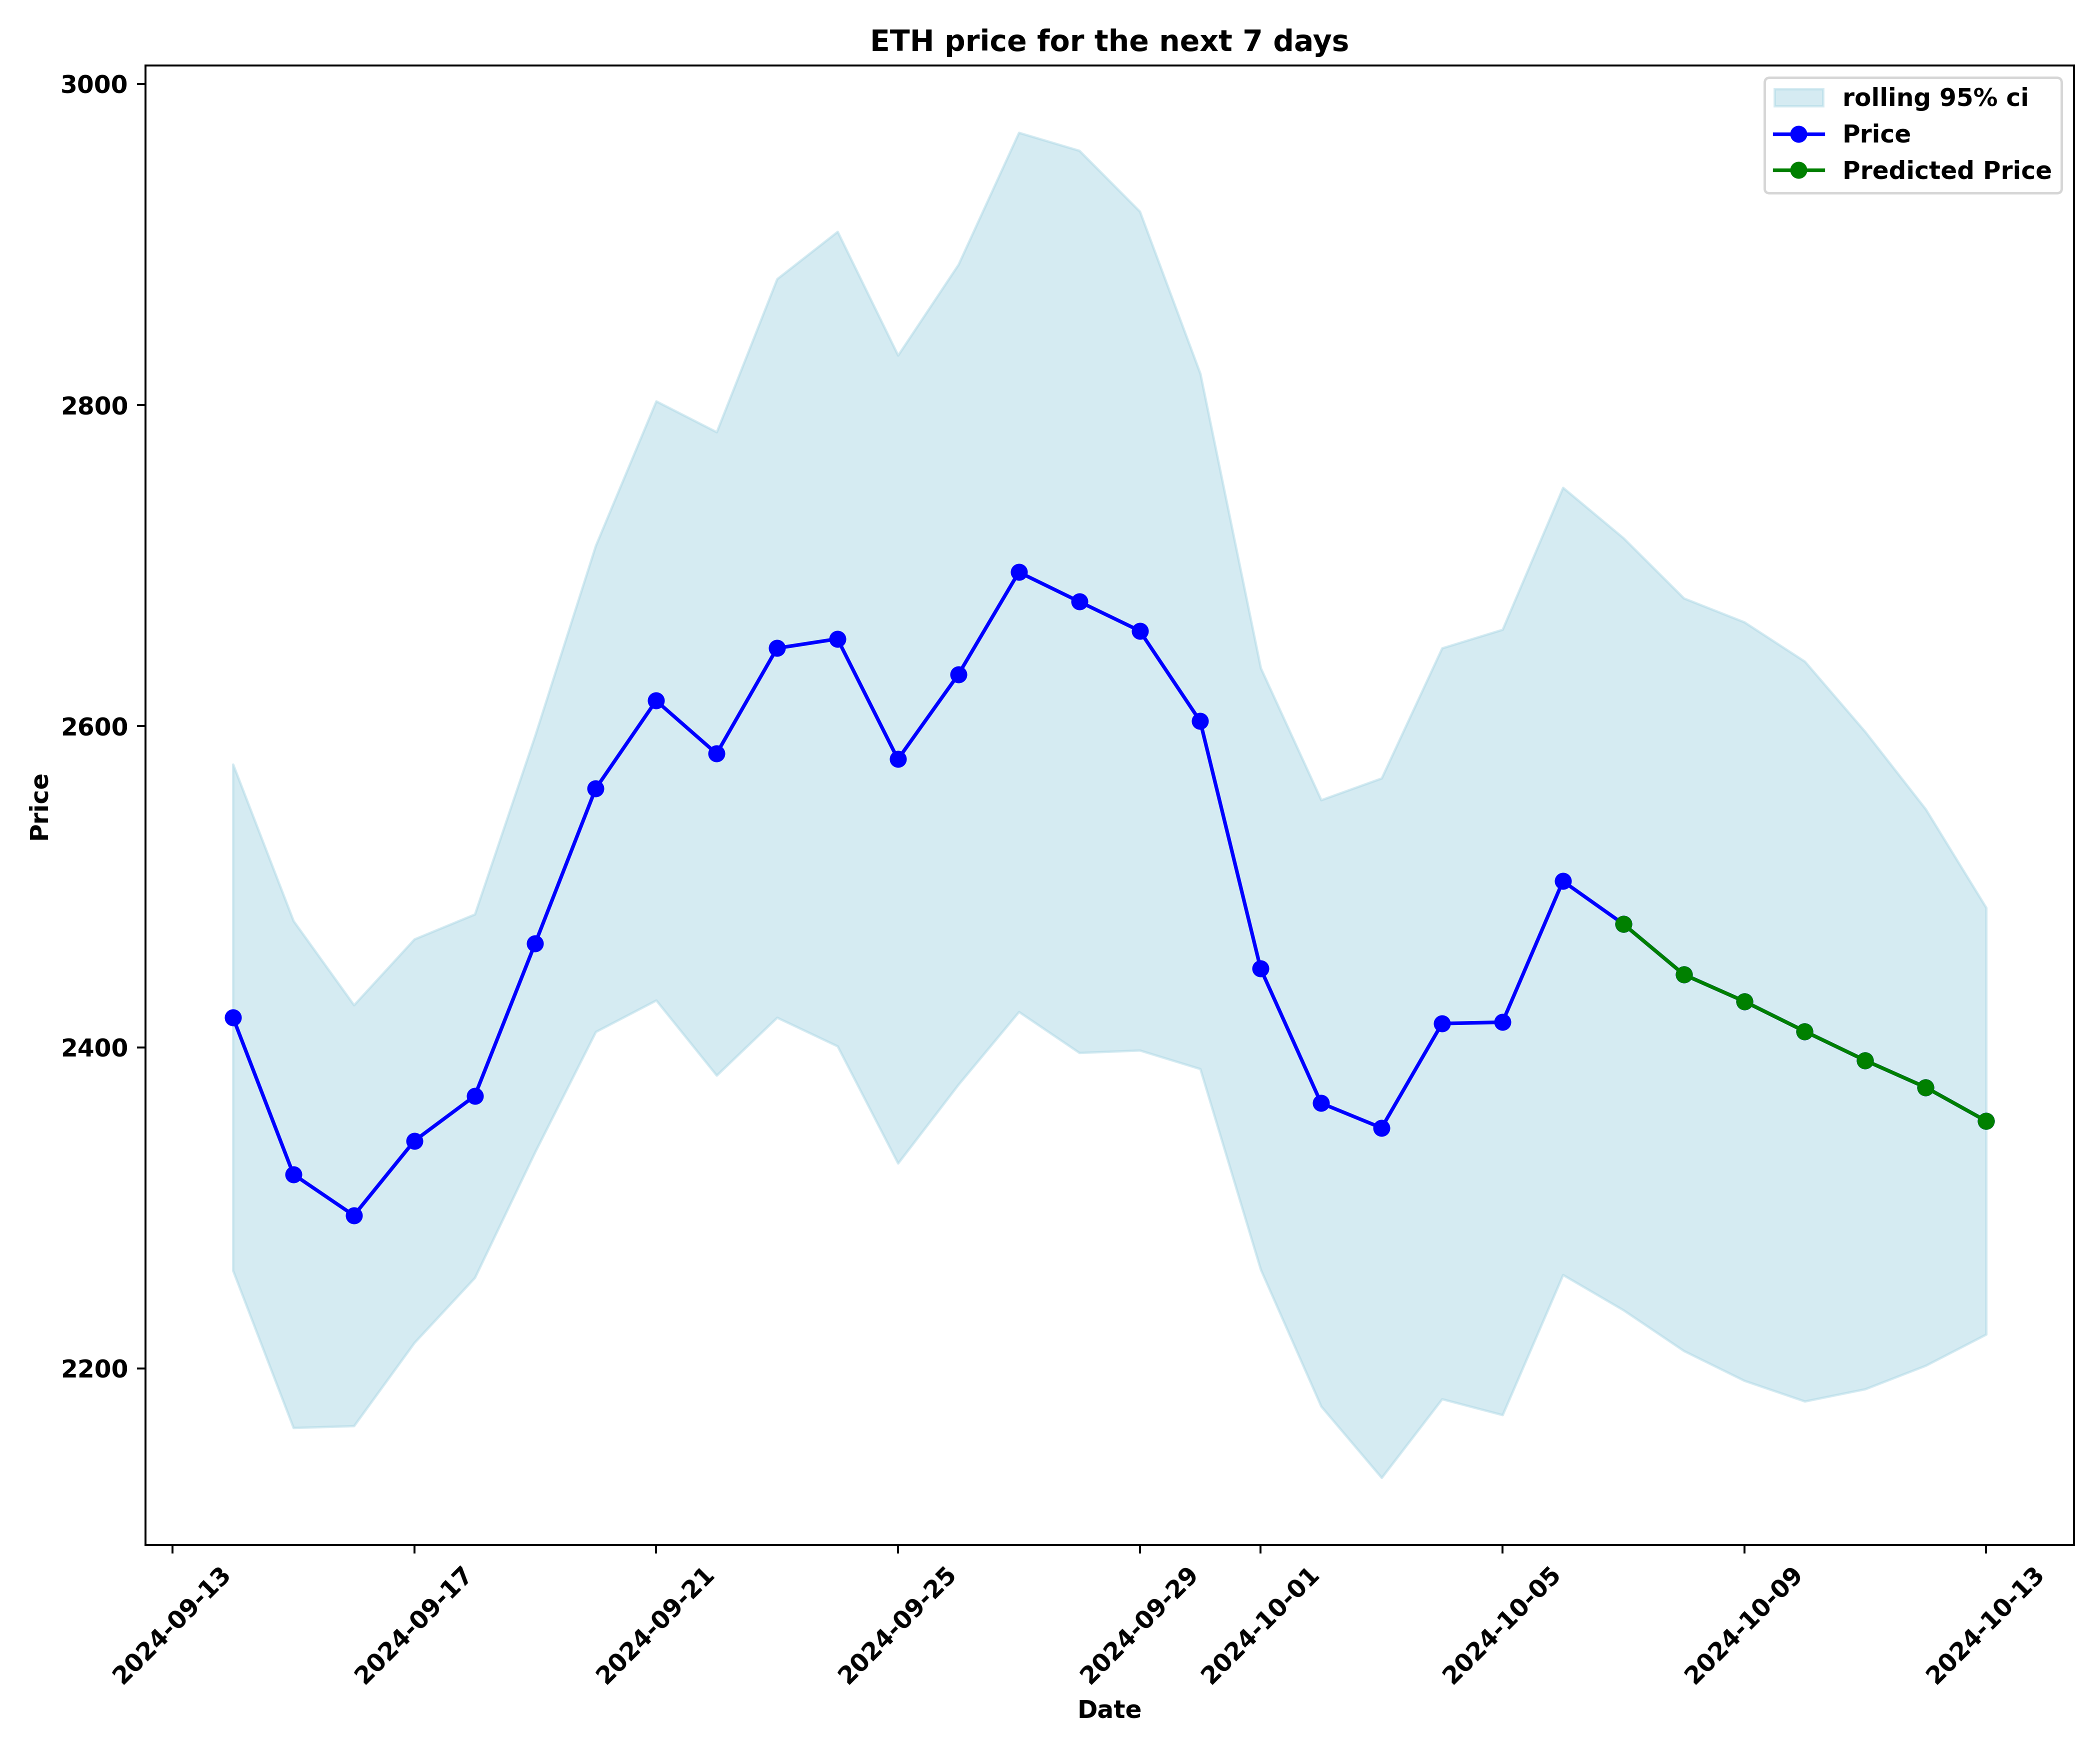 ETH price for the next 7 days
rolling 95% ci
Price
Predicted Price
3000
2800
2600
2400
2200
Price
2024-09-13
2024-09-17
2024-09-21
2024-09-25
2024-09-29
2024-10-01
2024-10-05
2024-10-09
2024-10-13
Date